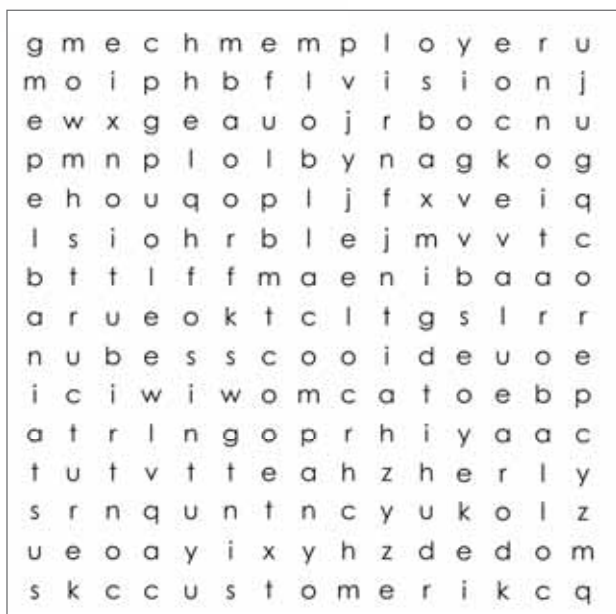 g m e c h m e m p l o y e r u
m o i p h b f l v i s i o n j
e w x g e a u o j r b o c n u
p m n p l o l b y n a g k o g
e h o u q o p l j f x v e i q
l s i o h r b l e j m v v t c
b t t l f f m a e n i b a a o
a r u e o k t c l t g s l r r
n u b e s s c o o i d e u o e
i c i w i w o m c a t o e b p
a t r l n g o p r h i y a a c
t u t v t t e a h z h e r l y
s r n q u n t n c y u k o l z
u e o a y i x y h z d e d o m
s k c c u s t o m e r i k c q